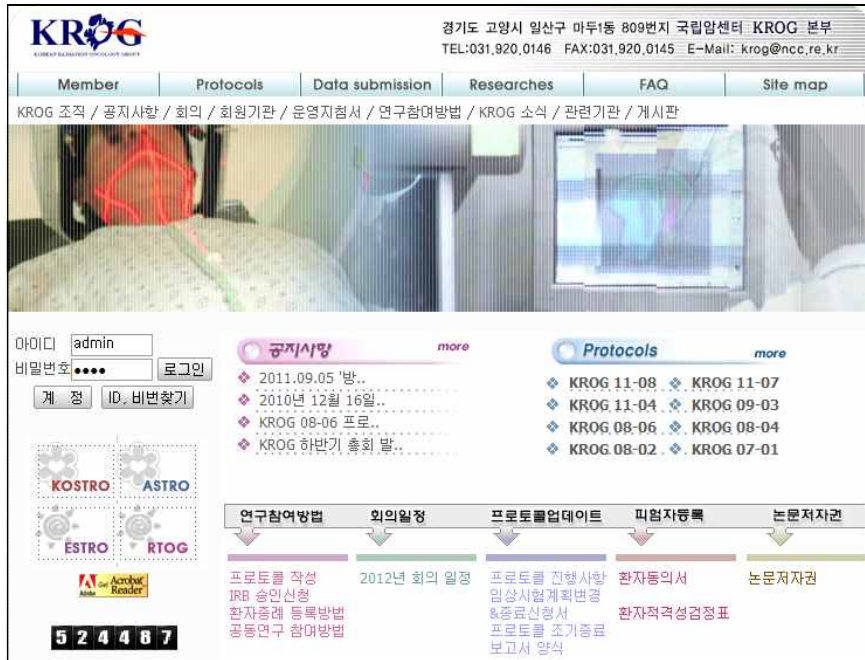 KROG
KOREAN RADIATION ONCOLOGY GROUP
경기도 고양시 일산구 마두1동 809번지 국립암센터 KROG 본부
TEL:031,920,0146 FAX:031,920,0145 E-Mail: krog@ncc,re,kr
Member Protocols Data submission Researches FAQ Site map
KROG 조직 / 공지사항 / 회의 / 회원기관 / 운영지침서 / 연구참여방법 / KROG 소식 / 관련기관 / 게시판
아이디 admin
비밀번호 로그인
계 정 ID, 비번찾기
공지사항 more
2011.09.05 '방..
2010년 12월 16일..
KROG 08-06 프로..
KROG 하반기 총회 발..
Protocols more
KROG 11-08 KROG 11-07
KROG 11-04 KROG 09-03
KROG 08-06 KROG 08-04
KROG 08-02 KROG 07-01
KOSTRO ASTRO
ESTRO RTOG
Adobe Get Acrobat Reader
524487
연구참여방법 회의일정 프로토콜업데이트 피험자등록 논문저자권
프로토콜 작성
IRB 승인신청
환자증례 등록방법
공동연구 참여방법
2012년 회의 일정
프로토콜 진행사항
임상시험계획변경
&종료신청서
프로토콜 조기종료
보고서 양식
환자동의서
환자적격성검정표
논문저자권